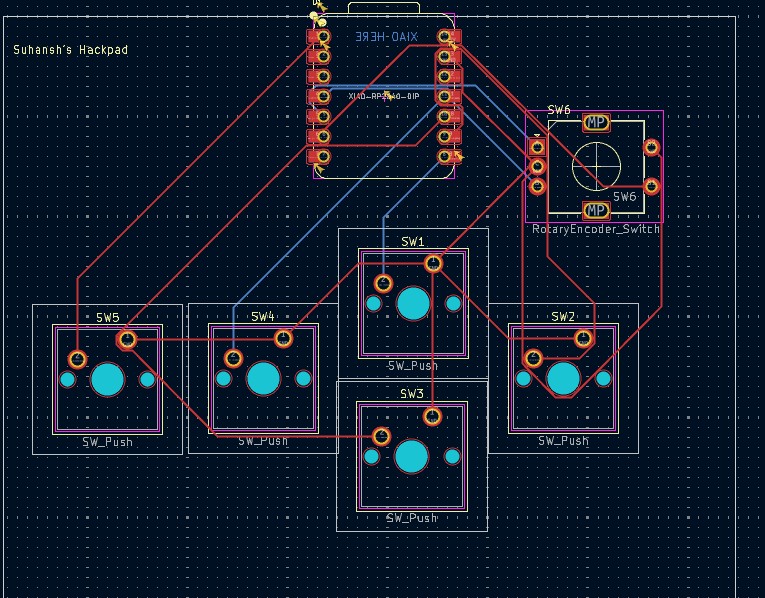 XIAO-HERE
Suhansh's Hackpad
XIAO-RP2040-DIP
SW6
MP
SW6
MP
RotaryEncoder_Switch
SW1
SW_Push
SW5
SW4
SW2
SW_Push
SW_Push
SW_Push
SW3
SW_Push